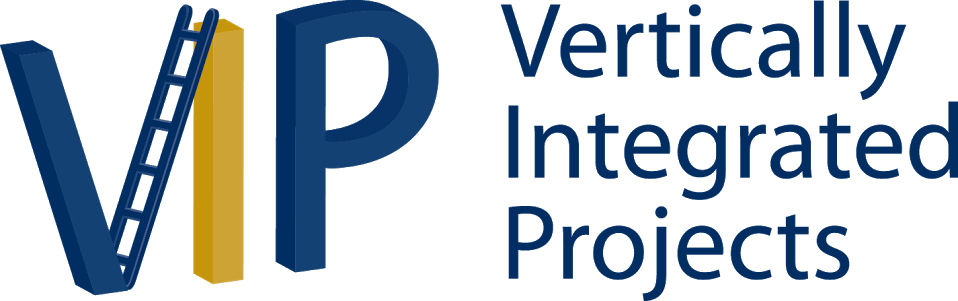 VIP
Vertically
Integrated
Projects